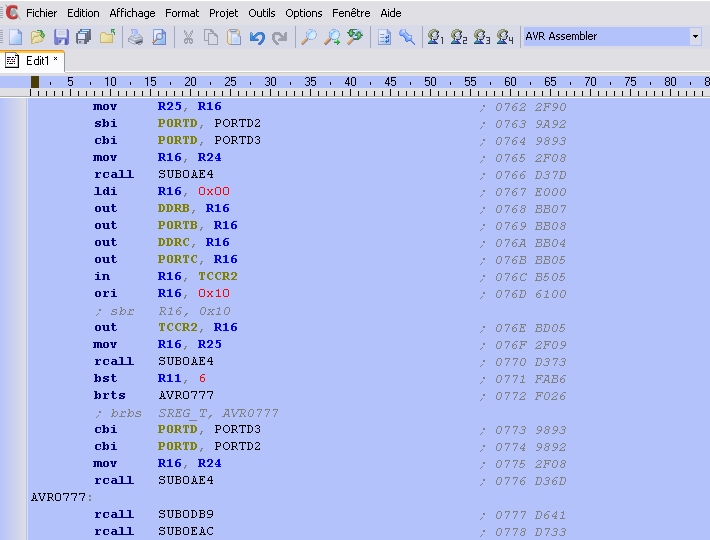 Fichier Edition Affichage Format Projet Outils Options Fenêtre Aide
1 2 3 4 AVR Assembler
Edit1 *
5 10 15 20 25 30 35 40 45 50 55 60 65 70 75 80 8
mov R25, R16 ; 0762 2F90
sbi PORTD, PORTD2 ; 0763 9A92
cbi PORTD, PORTD3 ; 0764 9893
mov R16, R24 ; 0765 2F08
rcall SUB0AE4 ; 0766 D37D
ldi R16, 0x00 ; 0767 E000
out DDRB, R16 ; 0768 BB07
out PORTB, R16 ; 0769 BB08
out DDRC, R16 ; 076A BB04
out PORTC, R16 ; 076B BB05
in R16, TCCR2 ; 076C B505
ori R16, 0x10 ; 076D 6100
; sbr R16, 0x10
out TCCR2, R16 ; 076E BD05
mov R16, R25 ; 076F 2F09
rcall SUB0AE4 ; 0770 D373
bst R11, 6 ; 0771 FAB6
brts AVR0777 ; 0772 F026
; brbs SREG_T, AVR0777
cbi PORTD, PORTD3 ; 0773 9893
cbi PORTD, PORTD2 ; 0774 9892
mov R16, R24 ; 0775 2F08
rcall SUB0AE4 ; 0776 D36D
AVR0777:
rcall SUB0DB9 ; 0777 D641
rcall SUB0EAC ; 0778 D733